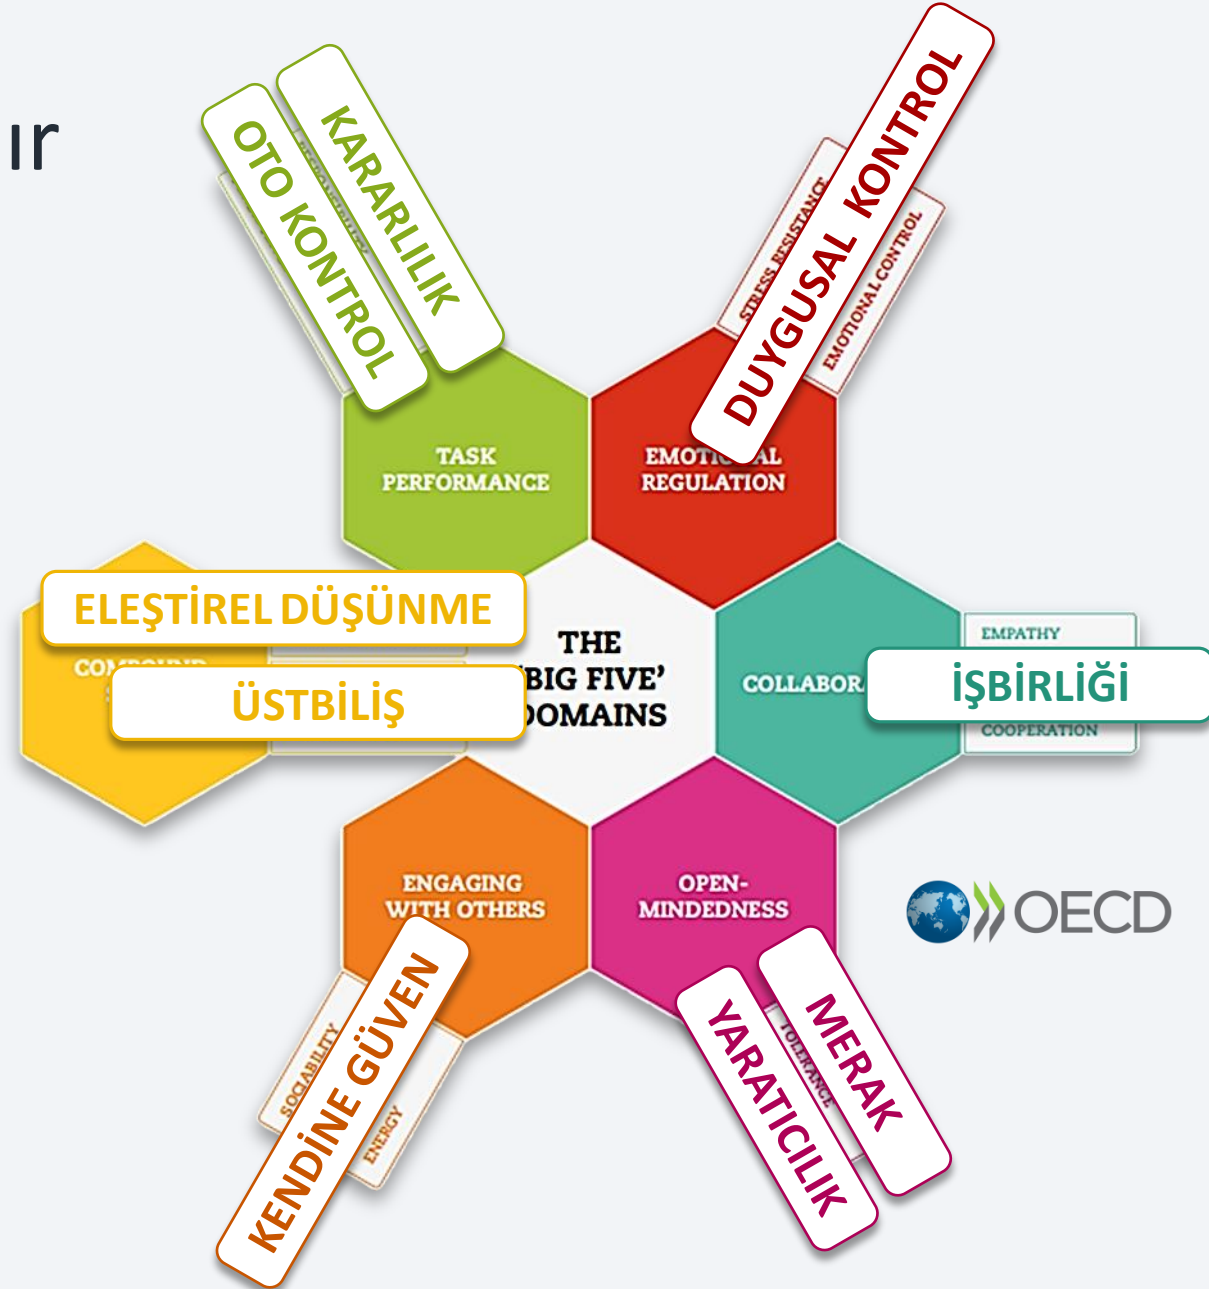 ır
OTO KONTROL
KARARLILIK
STRESS RESISTANCE
DUYGUSAL KONTROL
EMOTIONAL CONTROL
TASK
PERFORMANCE
REGULATION
ELEŞTİREL DÜŞÜNME
ÜSTBİLİŞ
THE
BIG FIVE’
DOMAINS
EMPATHY
İŞBİRLİĞİ
COOPERATION
ENGAGING
WITH OTHERS
OPEN-
MINDEDNESS
OECD
SOCIABILITY
KENDİNE GÜVEN
ENERGY
YARATICILIK
TOLERANCE
MERAK